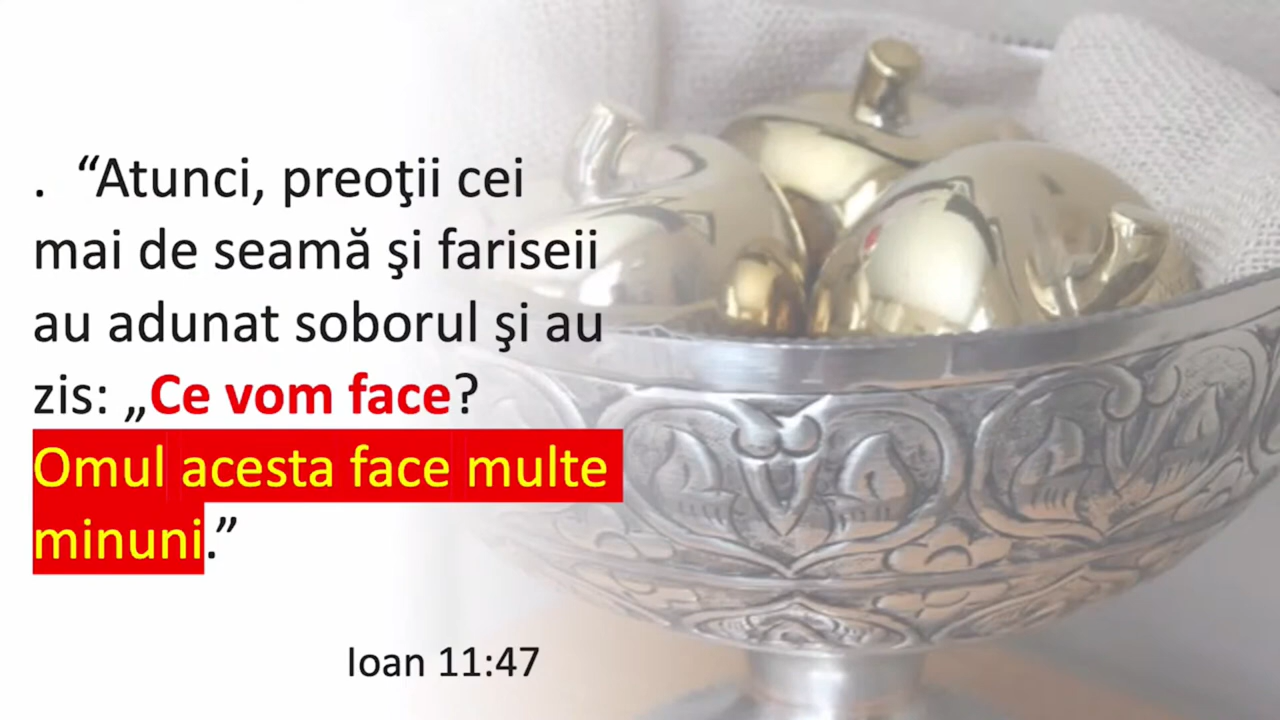 . “Atunci, preoţii cei
mai de seamă şi fariseii
au adunat soborul şi au
zis: „Ce vom face?
Omul acesta face multe
minuni.”
Ioan 11:47